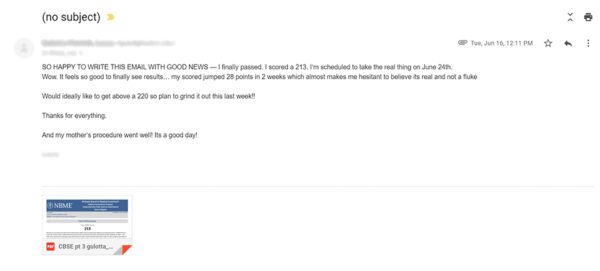 (no subject)
Tue, Jun 16, 12:11 PM
SO HAPPY TO WRITE THIS EMAIL WITH GOOD NEWS — I finally passed. I scored a 213. I'm scheduled to take the real thing on June 24th.
Wow. It feels so good to finally see results… my scored jumped 28 points in 2 weeks which almost makes me hesitant to believe its real and not a fluke
Would ideally like to get above a 220 so plan to grind it out this last week!!
Thanks for everything.
And my mother's procedure went well! Its a good day!
NBME
213
PDF
CBSE pt 3 gulotta_...